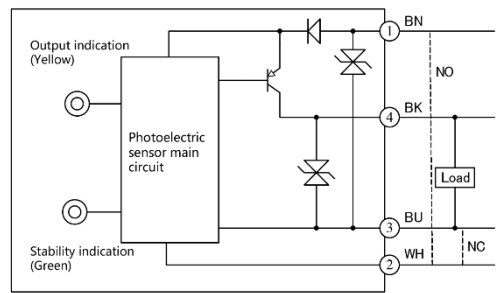 Output indication
(Yellow)
Photoelectric
sensor main
circuit
Stability indication
(Green)
1 BN
NO
4 BK
Load
3 BU
2 WH
NC